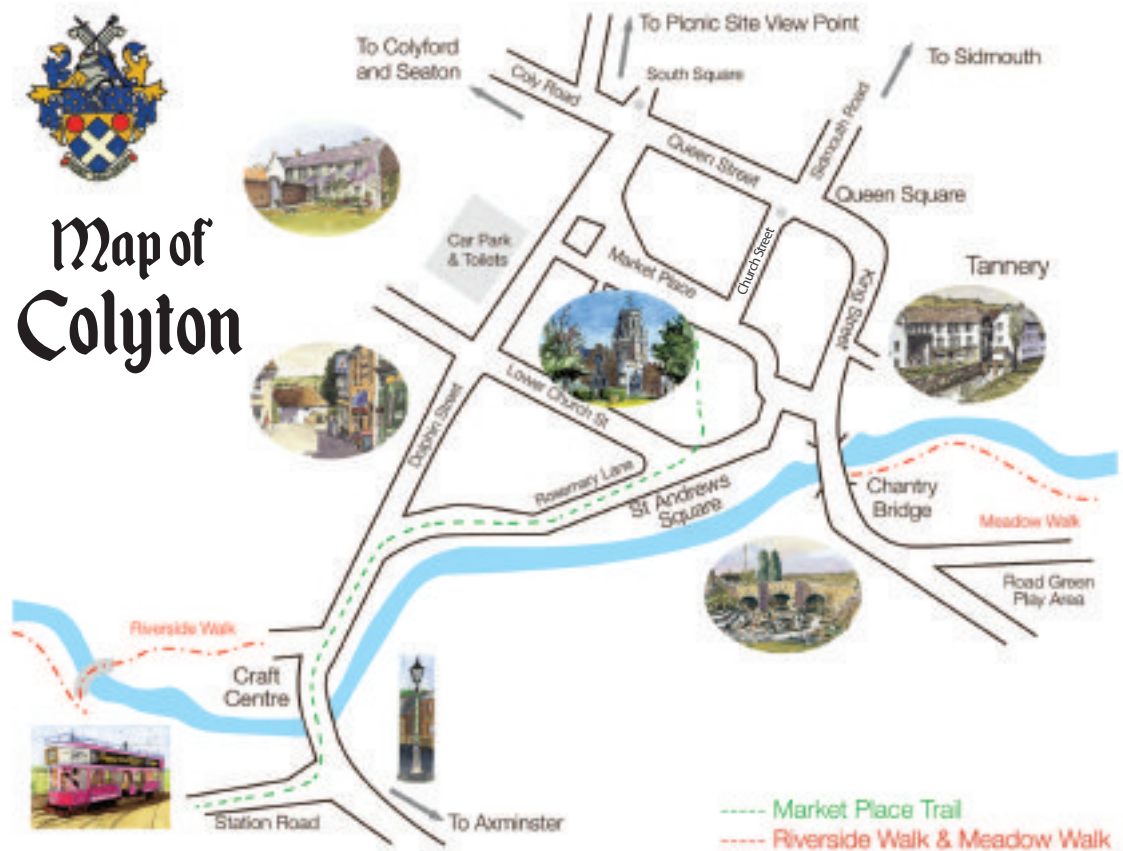 To Picnic Site View Point
To Colyford
and Seaton
To Sidmouth
South Square
Coly Road
Sidmouth Road
Queen Street
Queen Square
Map of
Colyton
Car Park
& Toilets
Church Street
Market Place
Tannery
King Street
Lower Church St
Dolphin Street
Rosemary Lane
St Andrews
Square
Chantry
Bridge
Meadow Walk
Road Green
Play Area
Riverside Walk
Craft
Centre
Station Road
To Axminster
Market Place Trail
Riverside Walk & Meadow Walk